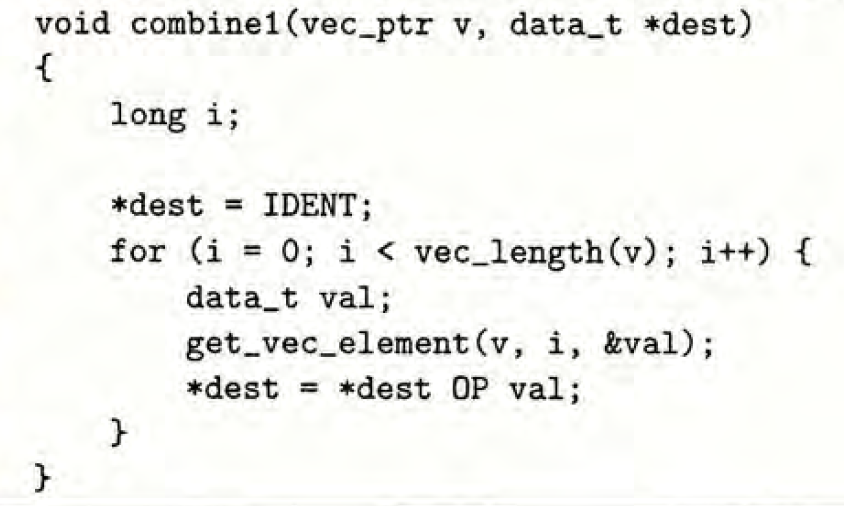 void combine1(vec_ptr v, data_t *dest)
{
    long i;

    *dest = IDENT;
    for (i = 0; i < vec_length(v); i++) {
        data_t val;
        get_vec_element(v, i, &val);
        *dest = *dest OP val;
    }
}